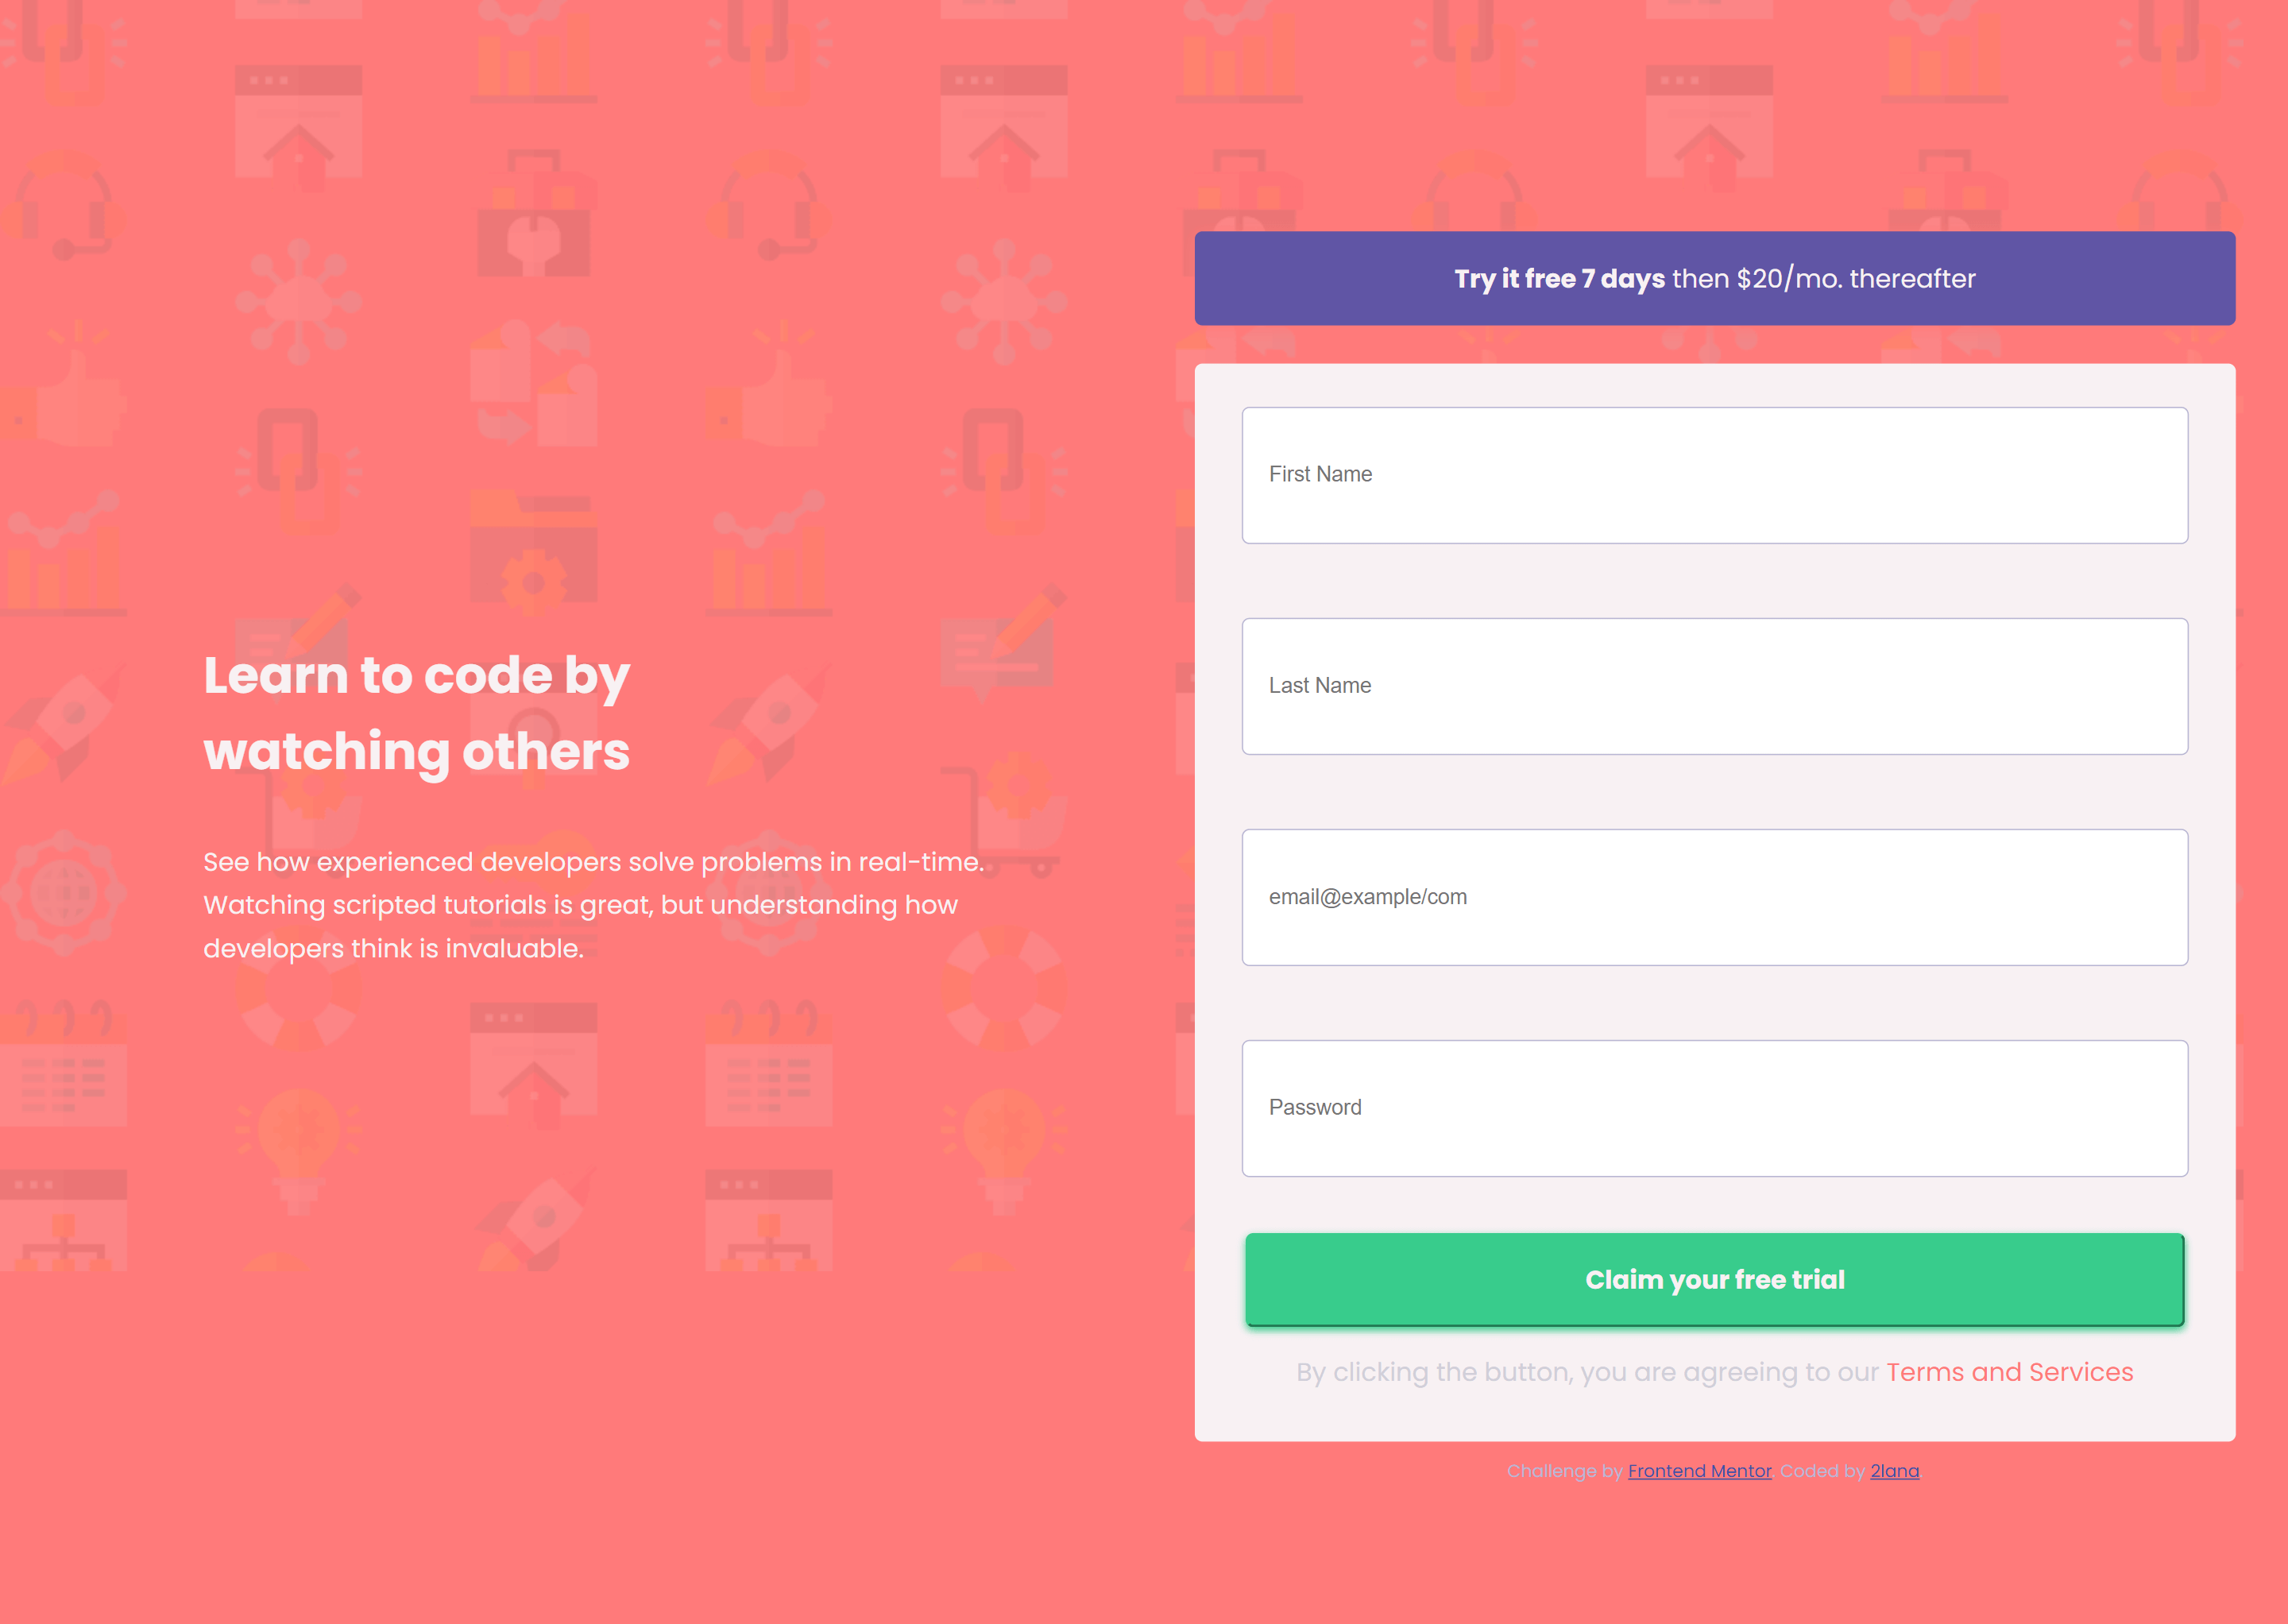 Learn to code by
watching others
See how experienced developers solve problems in real-time.
Watching scripted tutorials is great, but understanding how
developers think is invaluable.
Try it free 7 days then $20/mo. thereafter
First Name
Last Name
email@example/com
Password
Claim your free trial
By clicking the button, you are agreeing to our Terms and Services
Challenge by Frontend Mentor. Coded by 2lana.